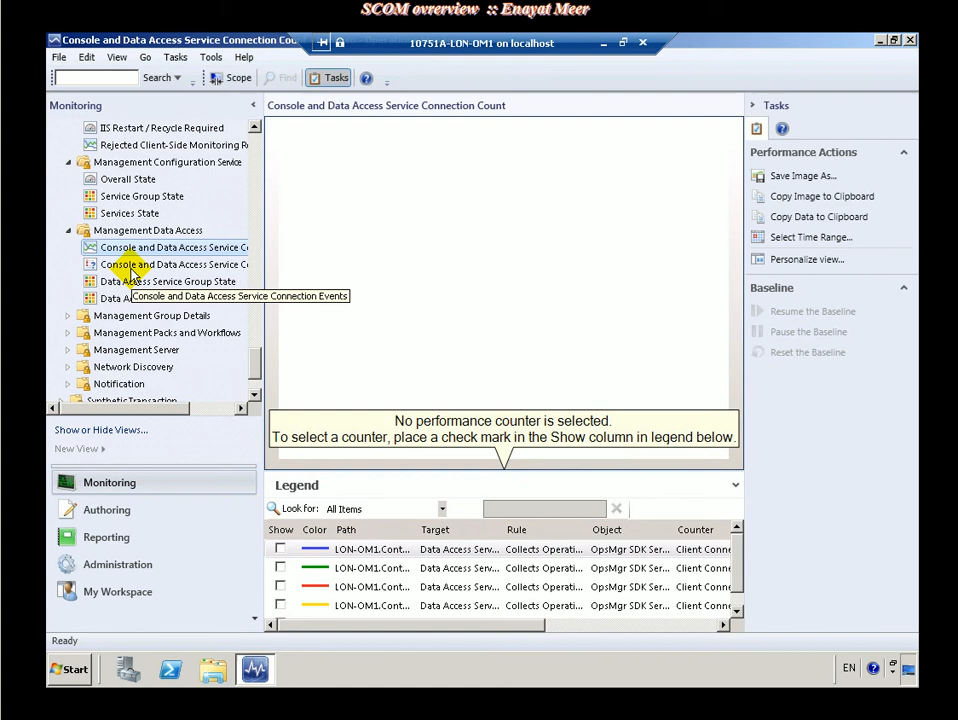 SCOM ovrerview :: Enayat Meer
Console and Data Access Service Connection Cou
10751A-LON-OM1 on localhost
File Edit View Go Tasks Tools Help
Search Scope Find Tasks
Monitoring
IIS Restart / Recycle Required
Rejected Client-Side Monitoring R
Management Configuration Service
Overall State
Service Group State
Services State
Management Data Access
Console and Data Access Service C
Console and Data Access Service C
Data Access Service Group State
Data A
Console and Data Access Service Connection Events
Management Group Details
Management Packs and Workflows
Management Server
Network Discovery
Notification
Synthetic Transaction
Show or Hide Views...
New View
Monitoring
Authoring
Reporting
Administration
My Workspace
Console and Data Access Service Connection Count
No performance counter is selected.
To select a counter, place a check mark in the Show column in legend below.
Legend
Look for: All Items
Show Color Path Target Rule Object Counter
LON-OM1.Cont... Data Access Serv... Collects Operati... OpsMgr SDK Ser... Client Conne
LON-OM1.Cont... Data Access Serv... Collects Operati... OpsMgr SDK Ser... Client Conne
LON-OM1.Cont... Data Access Serv... Collects Operati... OpsMgr SDK Ser... Client Conne
LON-OM1.Cont... Data Access Serv... Collects Operati... OpsMgr SDK Ser... Client Conne
Tasks
Performance Actions
Save Image As...
Copy Image to Clipboard
Copy Data to Clipboard
Select Time Range...
Personalize view...
Baseline
Resume the Baseline
Pause the Baseline
Reset the Baseline
Ready
Start
EN